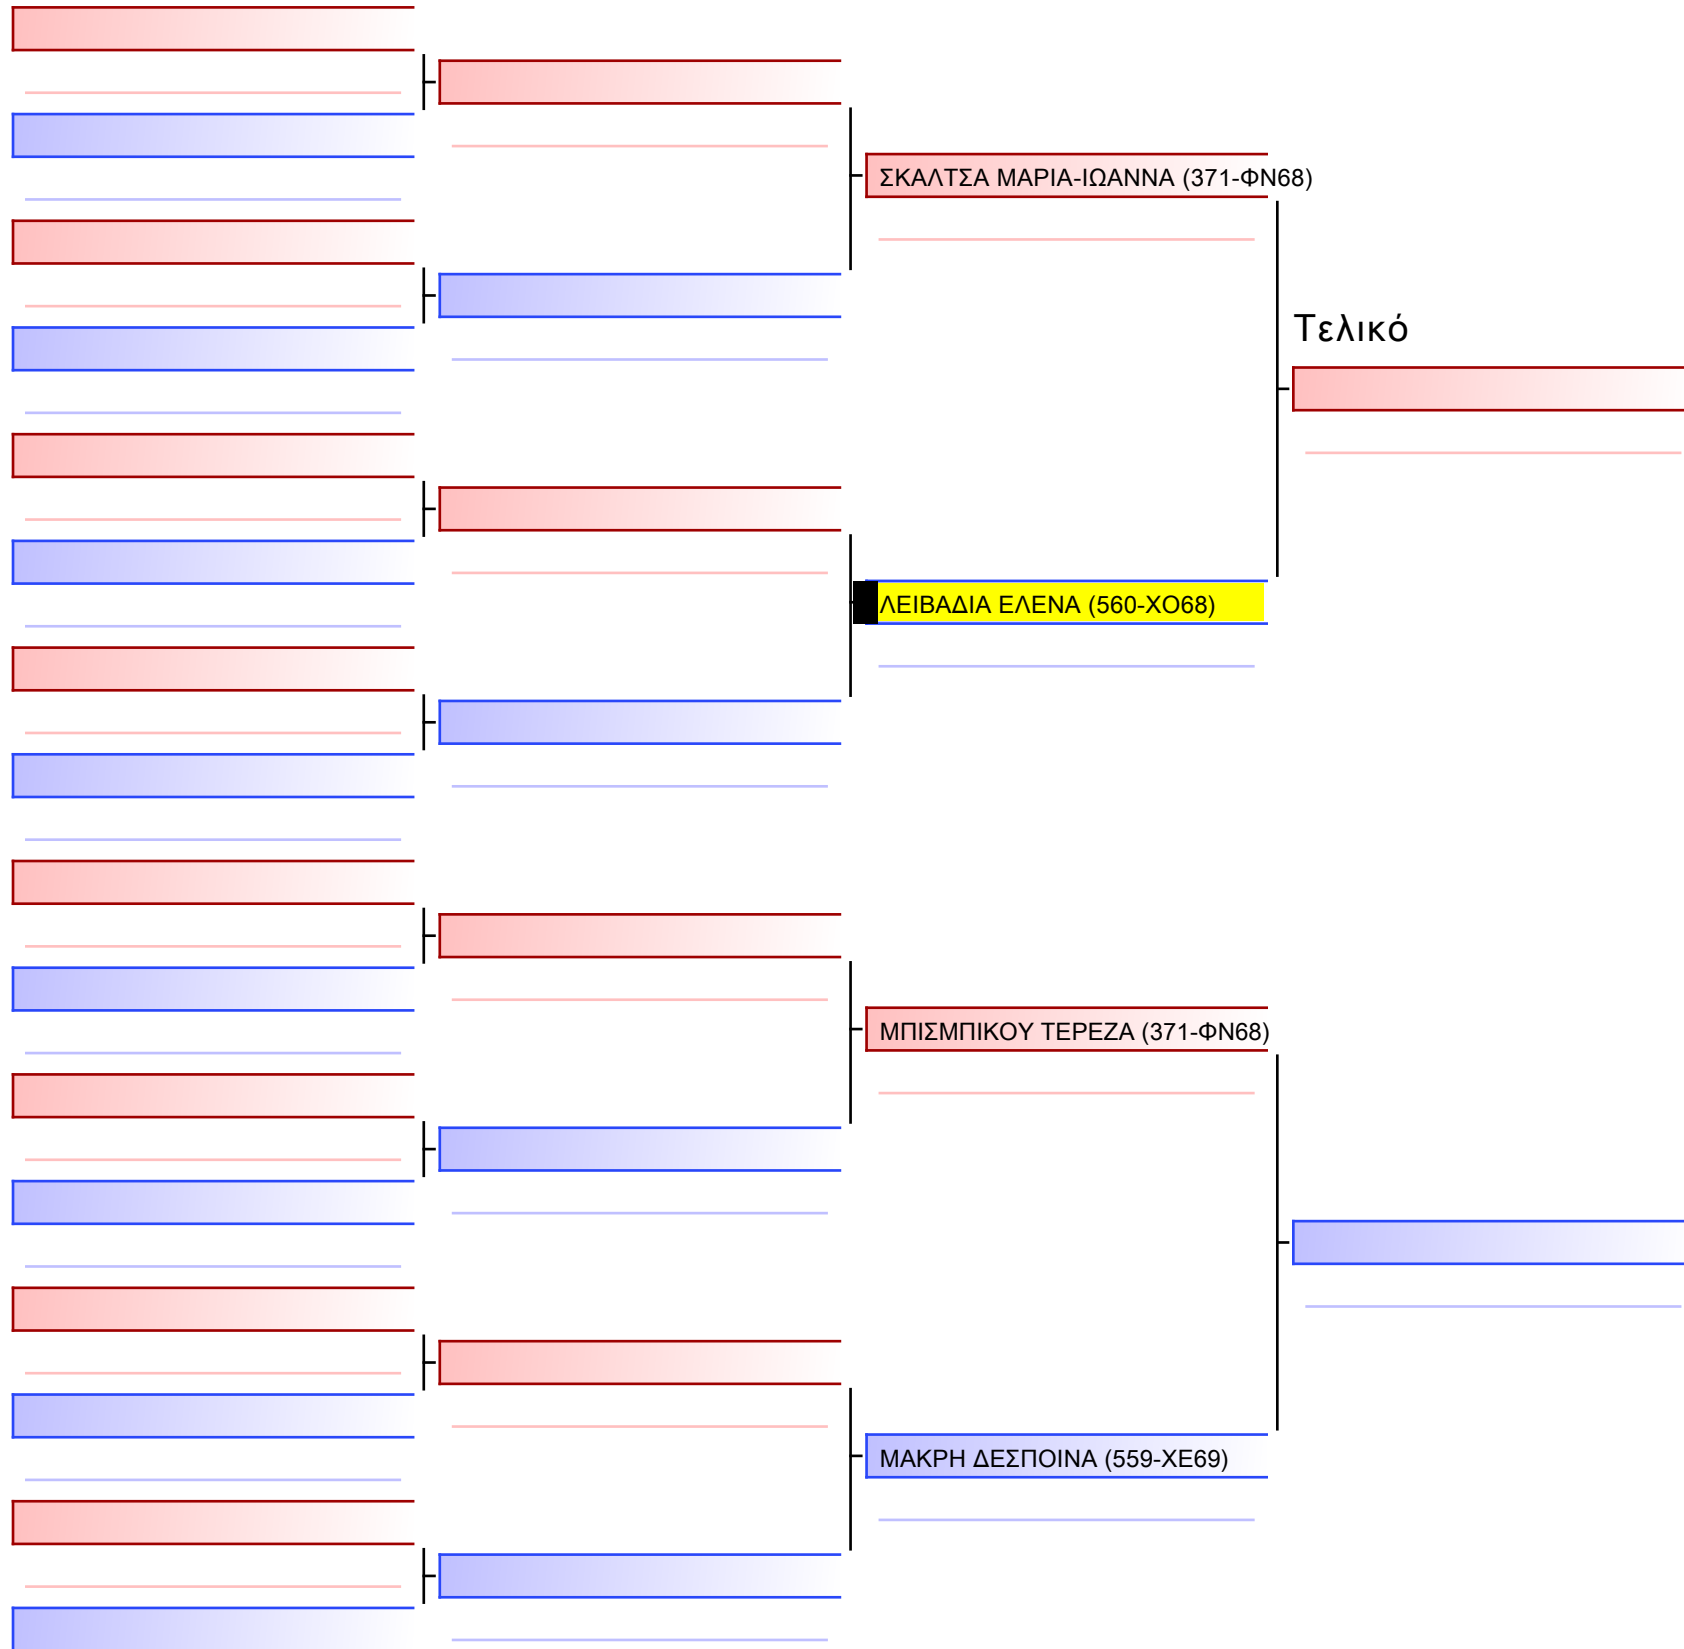 ΣΚΑΛΤΣΑ ΜΑΡΙΑ-ΙΩΑΝΝΑ (371-ΦΝ68)
Τελικό
ΛΕΙΒΑΔΙΑ ΕΛΕΝΑ (560-ΧΟ68)
ΜΠΙΣΜΠΙΚΟΥ ΤΕΡΕΖΑ (371-ΦΝ68)
ΜΑΚΡΗ ΔΕΣΠΟΙΝΑ (559-ΧΕ69)